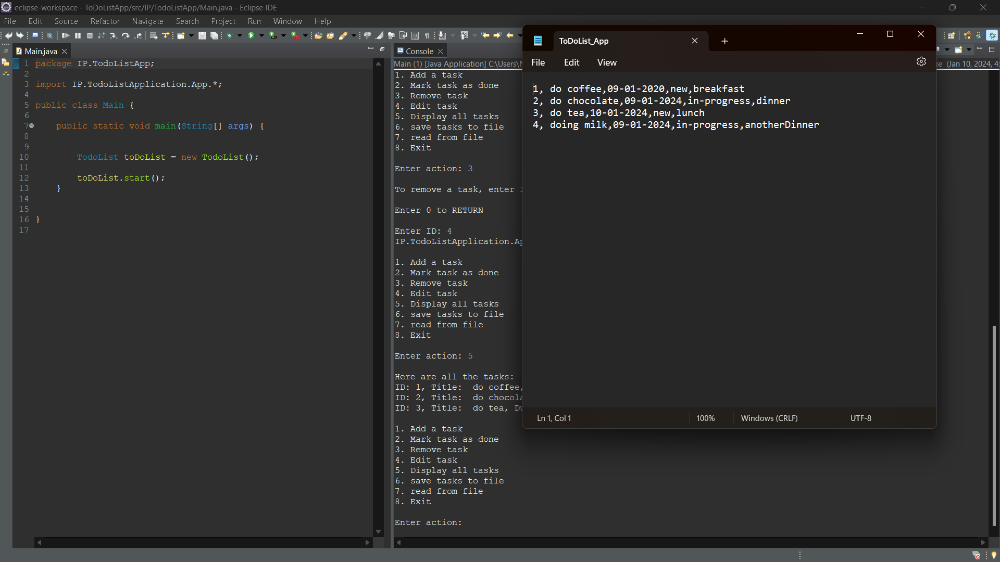 eclipse-workspace - ToDoListApp/src/IP/TodoListApp/Main.java - Eclipse IDE
File Edit Source Refactor Navigate Search Project Run Window Help
Main.java
1 package IP.TodoListApp;
2
3 import IP.TodoListApplication.App.*;
4
5 public class Main {
6
7 public static void main(String[] args) {
8
9
10 TodoList toDoList = new TodoList();
11
12 toDoList.start();
13 }
14
15
16 }
17
Console
Main (1) [Java Application] C:\Users\
(Jan 10, 2024, 4:
1. Add a task
2. Mark task as done
3. Remove task
4. Edit task
5. Display all tasks
6. save tasks to file
7. read from file
8. Exit
Enter action: 3
To remove a task, enter
Enter 0 to RETURN
Enter ID: 4
IP.TodoListApplication.Ap
1. Add a task
2. Mark task as done
3. Remove task
4. Edit task
5. Display all tasks
6. save tasks to file
7. read from file
8. Exit
Enter action: 5
Here are all the tasks:
ID: 1, Title:  do coffee,
ID: 2, Title:  do chocola
ID: 3, Title:  do tea, Du
1. Add a task
2. Mark task as done
3. Remove task
4. Edit task
5. Display all tasks
6. save tasks to file
7. read from file
8. Exit
Enter action:
ToDoList_App
File Edit View
1, do coffee,09-01-2020,new,breakfast
2, do chocolate,09-01-2024,in-progress,dinner
3, do tea,10-01-2024,new,lunch
4, doing milk,09-01-2024,in-progress,anotherDinner
Ln 1, Col 1
100%
Windows (CRLF)
UTF-8